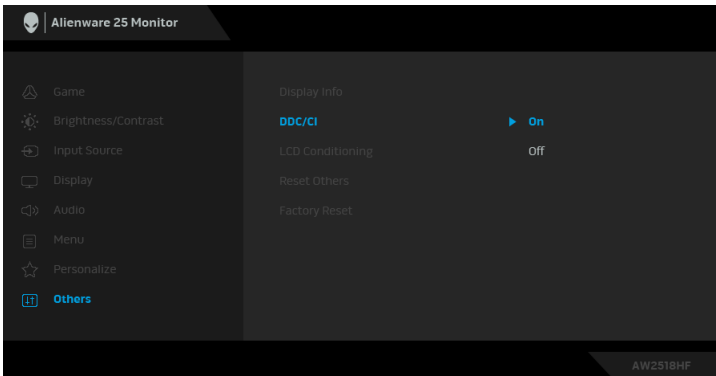 Alienware 25 Monitor
Game
Display Info
Brightness/Contrast
DDC/CI
On
Input Source
LCD Conditioning
Off
Display
Reset Others
Audio
Factory Reset
Menu
Personalize
Others
AW2518HF